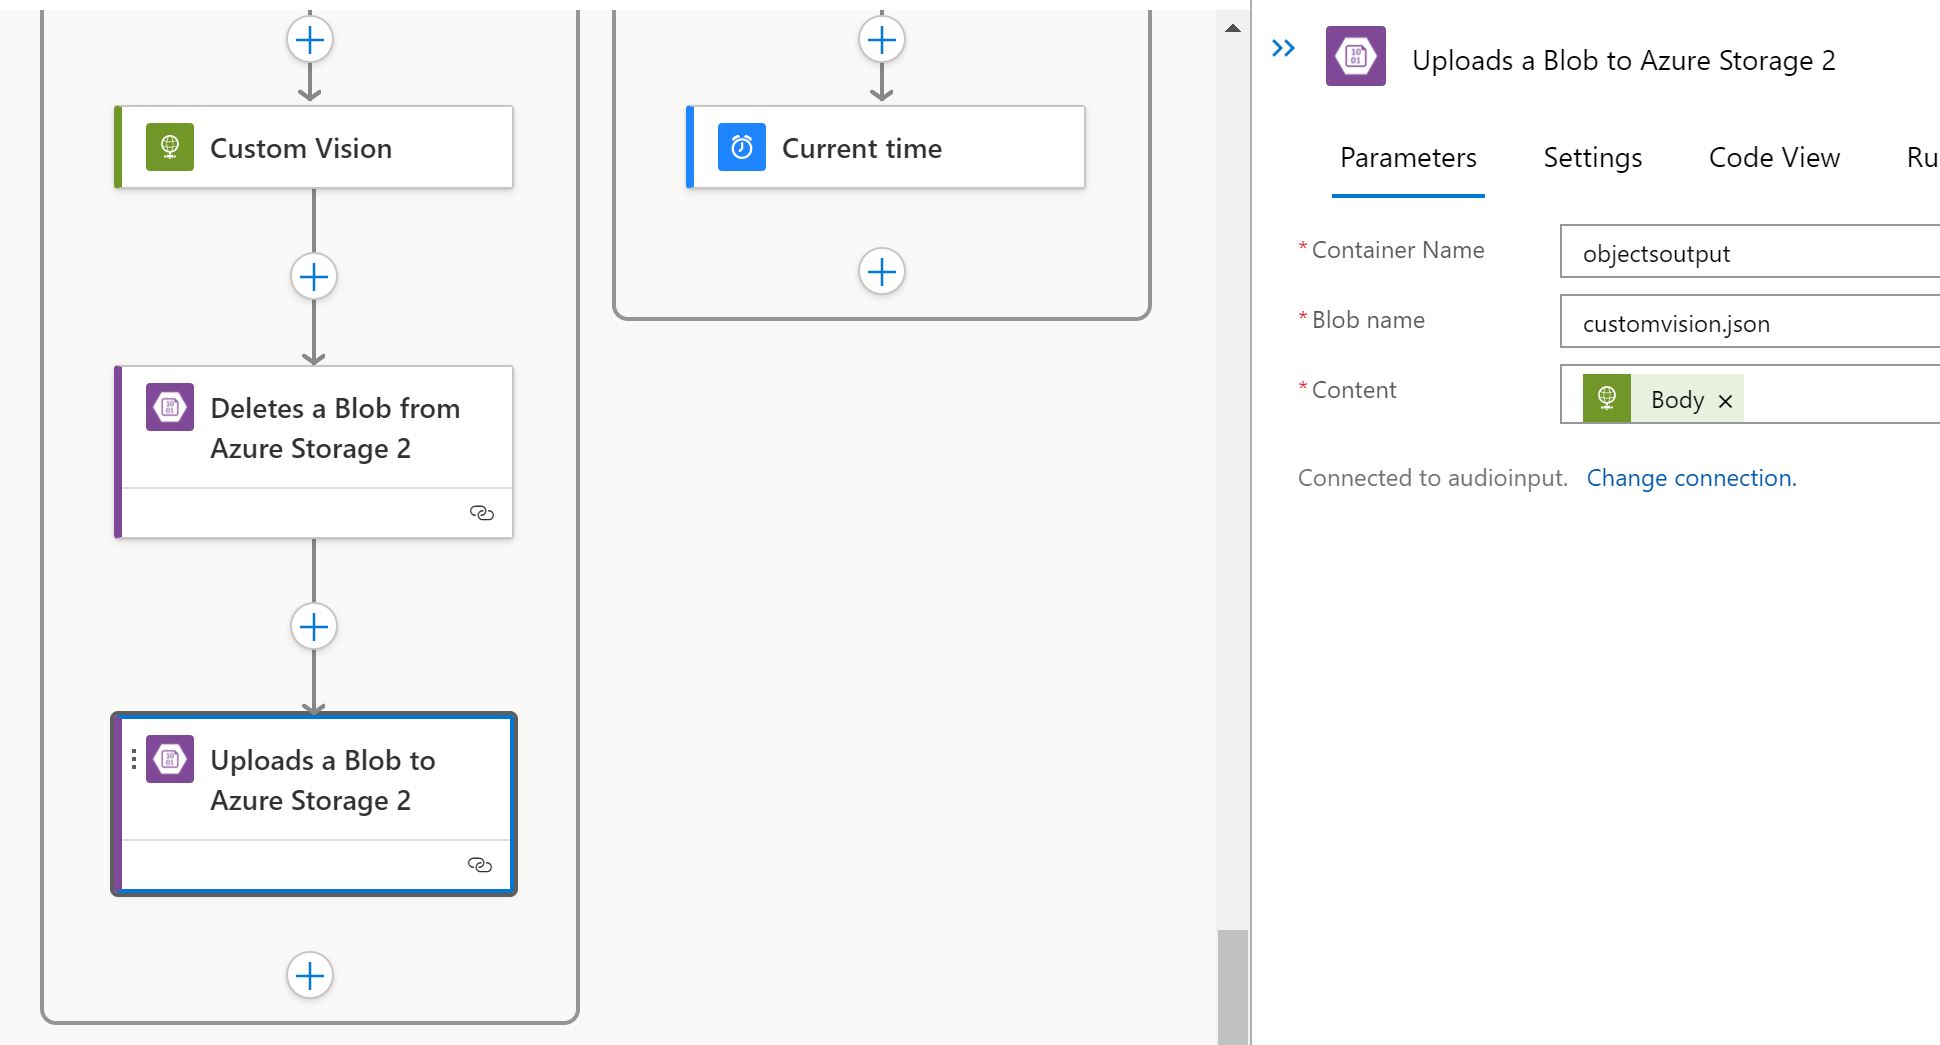 Custom Vision
Deletes a Blob from
Azure Storage 2
Uploads a Blob to
Azure Storage 2
Current time
Uploads a Blob to Azure Storage 2
Parameters Settings Code View Ru
* Container Name objectsoutput
* Blob name customvision.json
* Content Body ×
Connected to audioinput. Change connection.